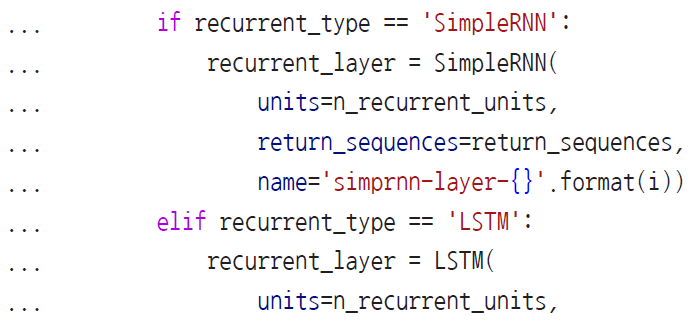 ...         if recurrent_type == 'SimpleRNN':
...             recurrent_layer = SimpleRNN(
...                 units=n_recurrent_units,
...                 return_sequences=return_sequences,
...                 name='simprnn-layer-{}'.format(i))
...         elif recurrent_type == 'LSTM':
...             recurrent_layer = LSTM(
...                 units=n_recurrent_units,